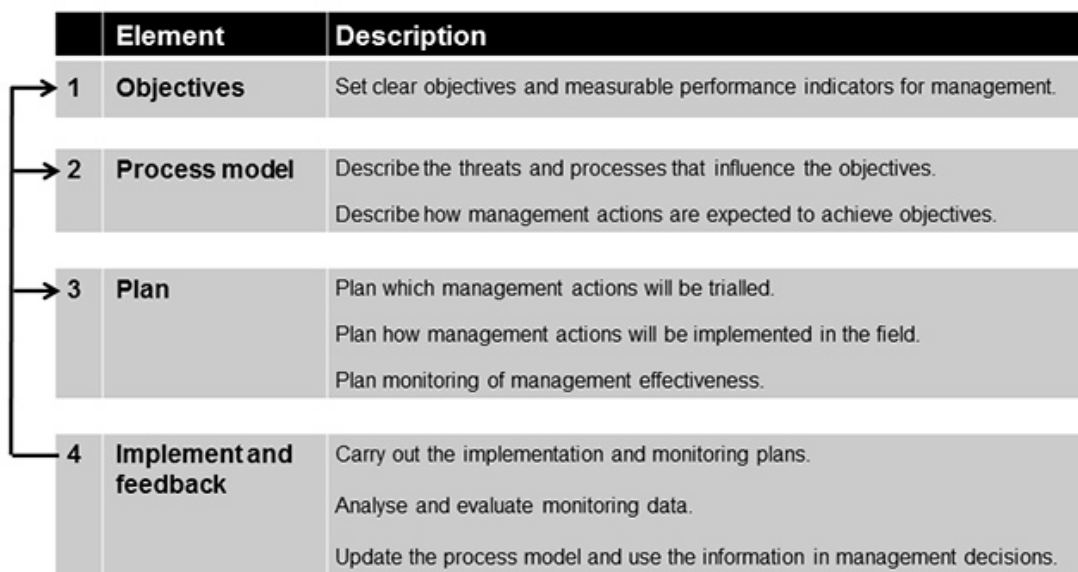 Element Description
1 Objectives Set clear objectives and measurable performance indicators for management.
2 Process model Describe the threats and processes that influence the objectives.
Describe how management actions are expected to achieve objectives.
3 Plan Plan which management actions will be trialled.
Plan how management actions will be implemented in the field.
Plan monitoring of management effectiveness.
4 Implement and Carry out the implementation and monitoring plans.
feedback
Analyse and evaluate monitoring data.
Update the process model and use the information in management decisions.